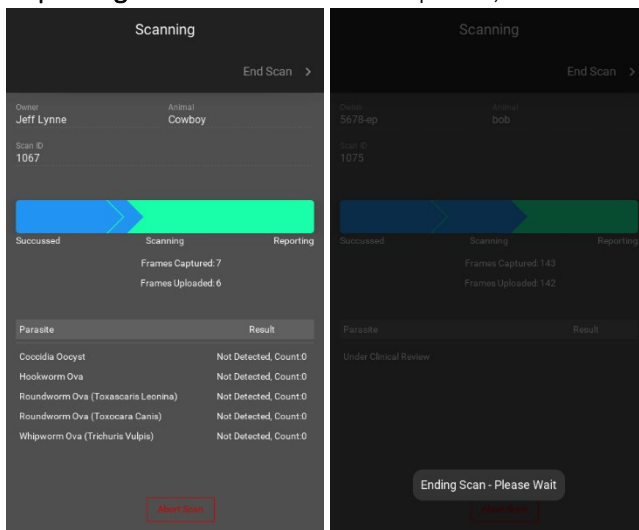 Scanning
End Scan >
Owner Animal
Jeff Lynne Cowboy
Scan ID
1067
Succussed Scanning Reporting
Frames Captured:7
Frames Uploaded:6
Parasite Result
Coccidia Oocyst Not Detected, Count:0
Hookworm Ova Not Detected, Count:0
Roundworm Ova (Toxascaris Leonina) Not Detected, Count:0
Roundworm Ova (Toxocara Canis) Not Detected, Count:0
Whipworm Ova (Trichuris Vulpis) Not Detected, Count:0
Abort Scan
Scanning
End Scan >
Owner Animal
5678-ep bob
Scan ID
1075
Succussed Scanning Reporting
Frames Captured:143
Frames Uploaded:142
Parasite Result
Under Clinical Review
Ending Scan - Please Wait
Abort Scan